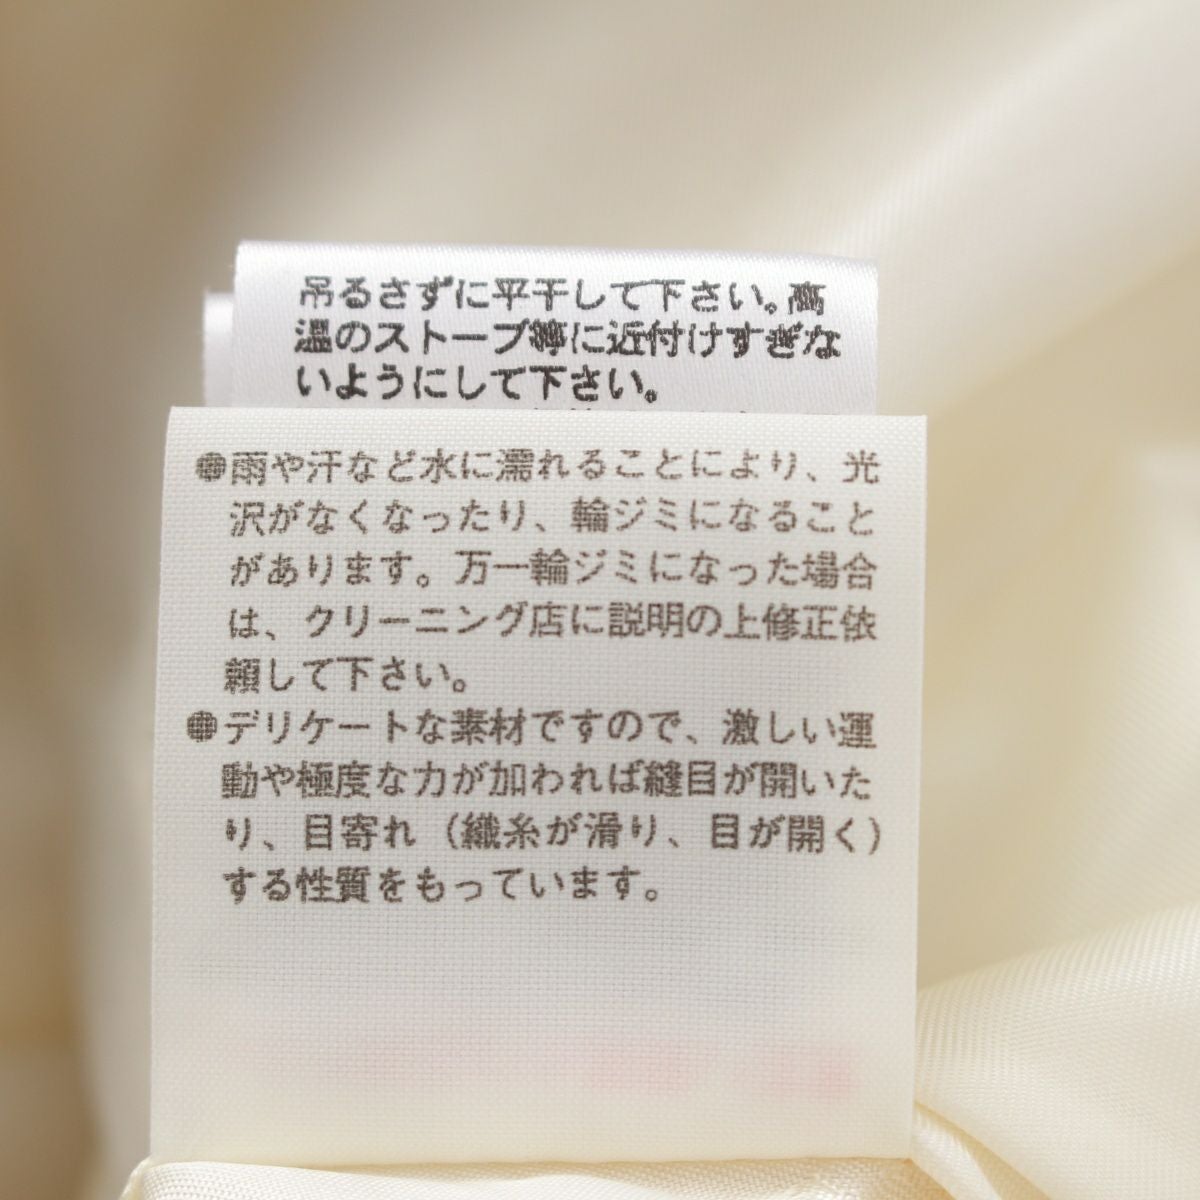 吊るさずに平干して下さい。高
温のストーブ等に近付けすぎな
いようにして下さい。
●雨や汗など水に濡れることにより、光
沢がなくなったり、輪ジミになること
があります。万一輪ジミになった場合
は、クリーニング店に説明の上修正依
頼して下さい。
●デリケートな素材ですので、激しい運
動や極度な力が加われば縫目が開いた
り、目寄れ（織糸が滑り、目が開く）
する性質をもっています。